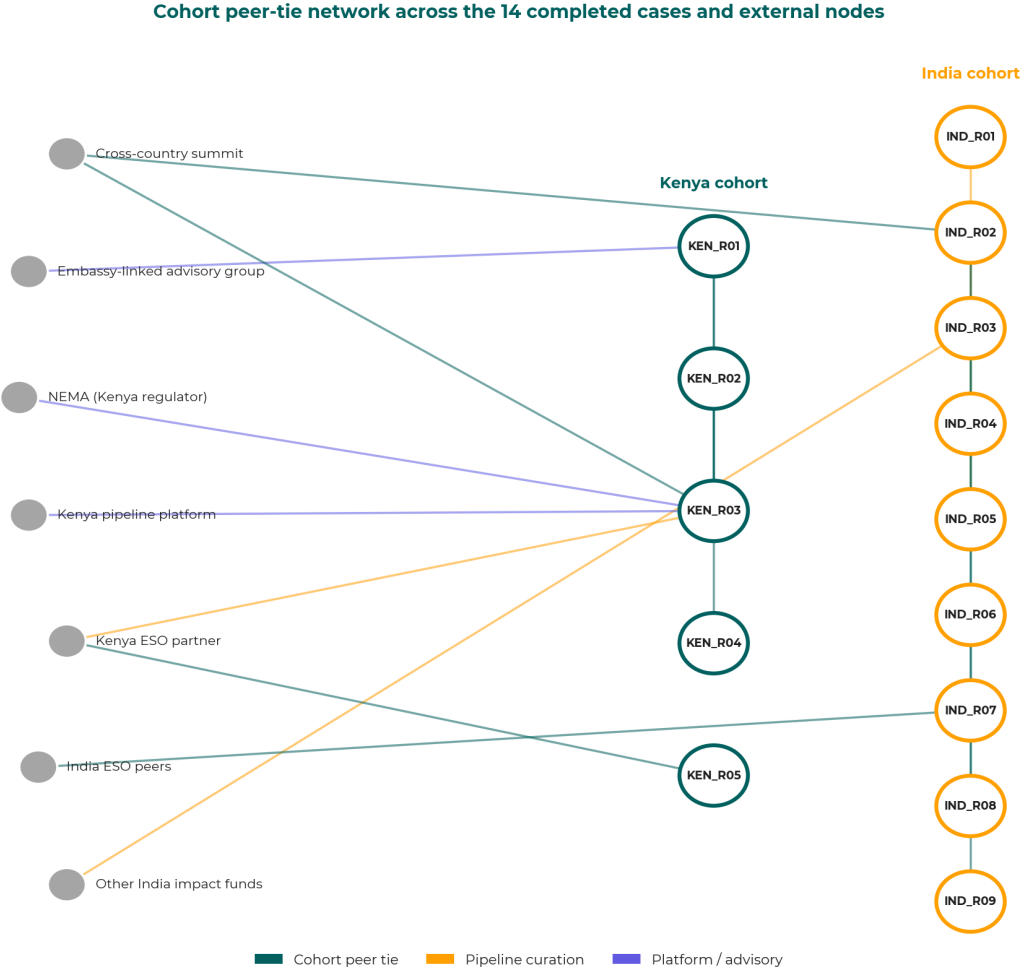 Cohort peer-tie network across the 14 completed cases and external nodes
India cohort
IND_R01
Cross-country summit
Kenya cohort
IND_R02
KEN_R01
Embassy-linked advisory group
IND_R03
KEN_R02
NEMA (Kenya regulator)
IND_R04
KEN_R03
Kenya pipeline platform
IND_R05
IND_R06
Kenya ESO partner
KEN_R04
IND_R07
India ESO peers
KEN_R05
IND_R08
Other India impact funds
IND_R09
Cohort peer tie
Pipeline curation
Platform / advisory